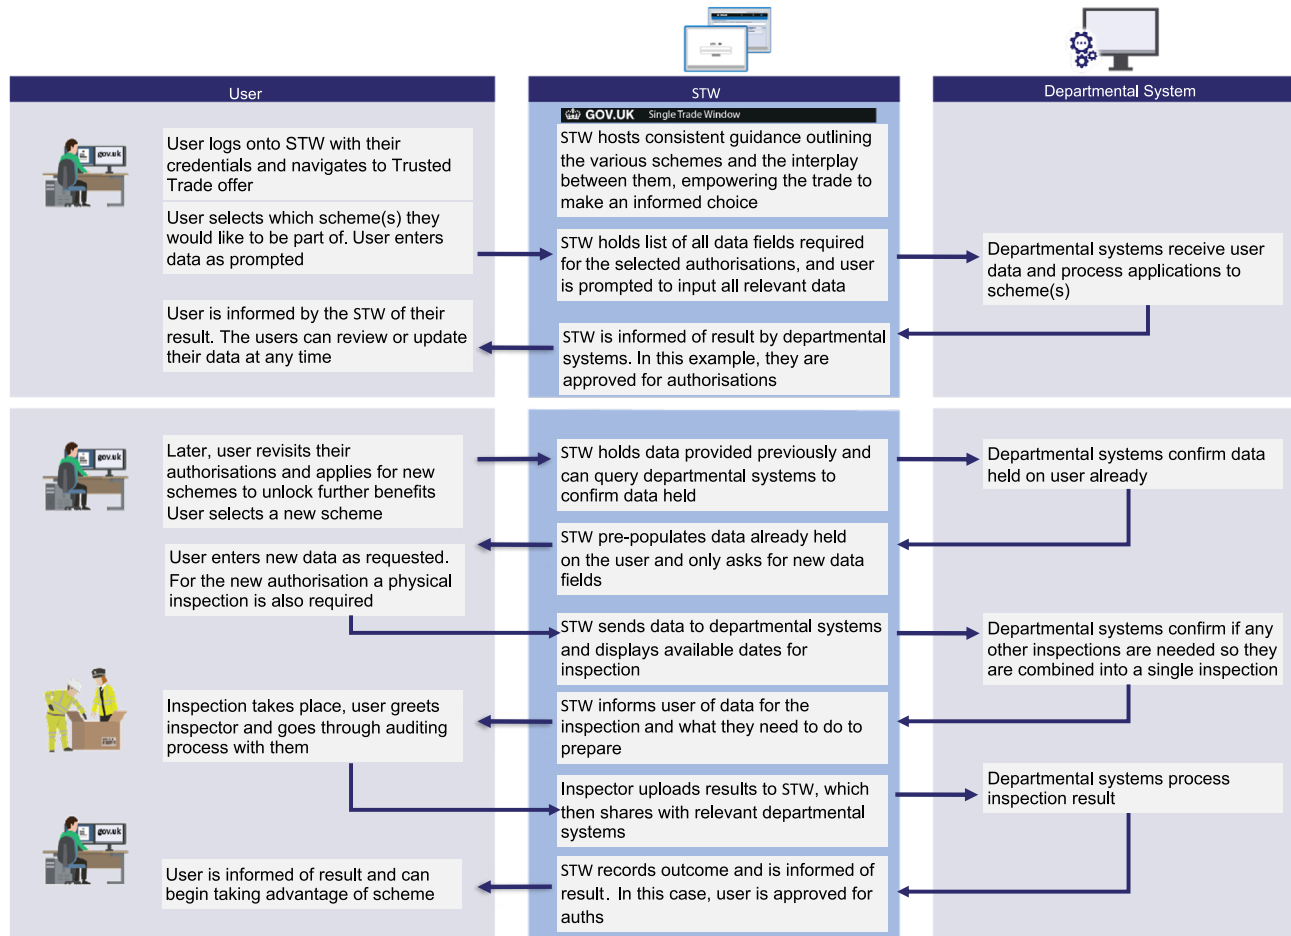 User
STW
Departmental System
GOV.UK Single Trade Window
gov.uk
User logs onto STW with their
credentials and navigates to Trusted
Trade offer
STW hosts consistent guidance outlining
the various schemes and the interplay
between them, empowering the trade to
make an informed choice
User selects which scheme(s) they
would like to be part of. User enters
data as prompted
STW holds list of all data fields required
for the selected authorisations, and user
is prompted to input all relevant data
Departmental systems receive user
data and process applications to
scheme(s)
User is informed by the STW of their
result. The users can review or update
their data at any time
STW is informed of result by departmental
systems. In this example, they are
approved for authorisations
gov.uk
Later, user revisits their
authorisations and applies for new
schemes to unlock further benefits
User selects a new scheme
STW holds data provided previously and
can query departmental systems to
confirm data held
Departmental systems confirm data
held on user already
STW pre-populates data already held
on the user and only asks for new data
fields
User enters new data as requested.
For the new authorisation a physical
inspection is also required
STW sends data to departmental systems
and displays available dates for
inspection
Departmental systems confirm if any
other inspections are needed so they
are combined into a single inspection
Inspection takes place, user greets
inspector and goes through auditing
process with them
STW informs user of data for the
inspection and what they need to do to
prepare
Inspector uploads results to STW, which
then shares with relevant departmental
systems
Departmental systems process
inspection result
gov.uk
User is informed of result and can
begin taking advantage of scheme
STW records outcome and is informed of
result. In this case, user is approved for
auths